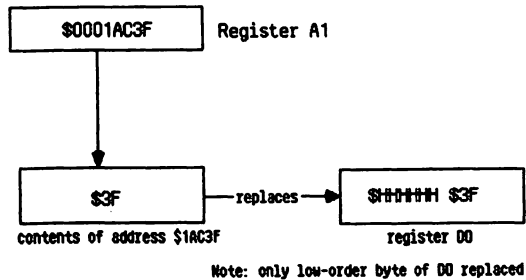 $0001AC3F Register A1
$3F replaces $HHHHHH $3F
contents of address $1AC3F register D0
Note: only low-order byte of D0 replaced